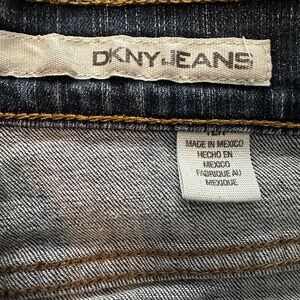 DKNY JEANS
MADE IN MEXICO
HECHO EN
MEXICO
FABRIQUE AU
MEXIQUE